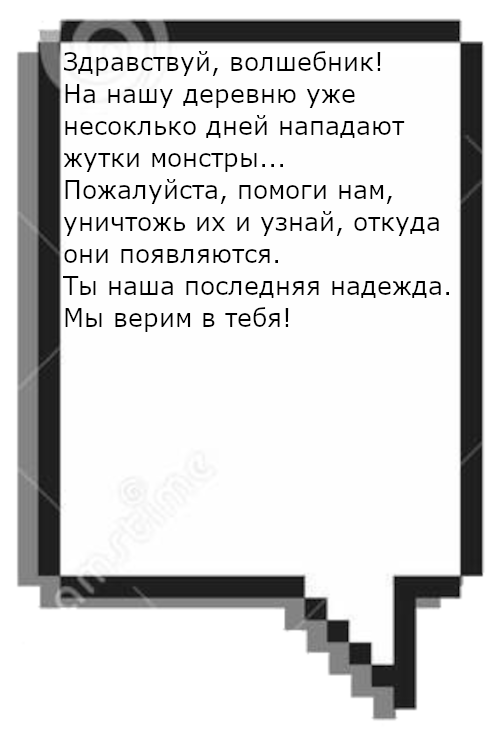 Здравствуй, волшебник!
На нашу деревню уже
несоклько дней нападают
жутки монстры...
Пожалуйста, помоги нам,
уничтожь их и узнай, откуда
они появляются.
Ты наша последняя надежда.
Мы верим в тебя!